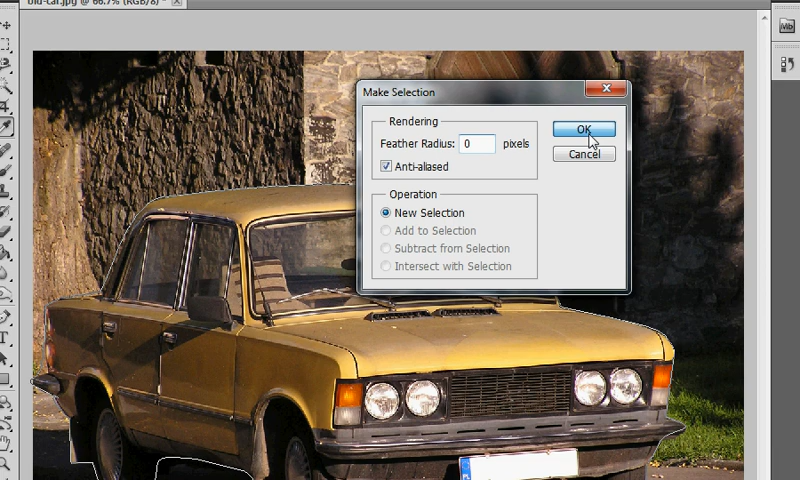 old-car.jpg @ 66.7% (RGB/8) *
Mb
Make Selection
Rendering
Feather Radius: 0 pixels
Anti-aliased
OK
Cancel
Operation
New Selection
Add to Selection
Subtract from Selection
Intersect with Selection
T